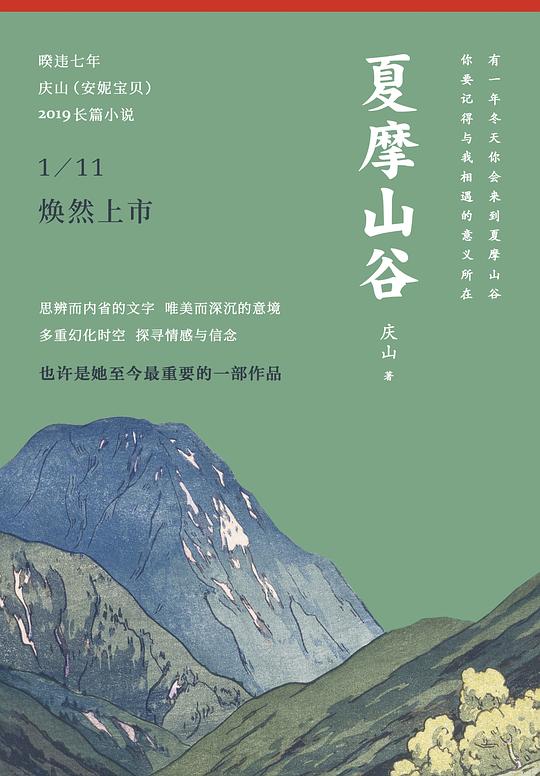 有一年冬天你会来到夏摩山谷
你要记得与我相遇的意义所在
夏摩山谷
庆山 著
暌违七年
庆山（安妮宝贝）
2019长篇小说
1/11
焕然上市
思辨而内省的文字 唯美而深沉的意境
多重幻化时空 探寻情感与信念
也许是她至今最重要的一部作品